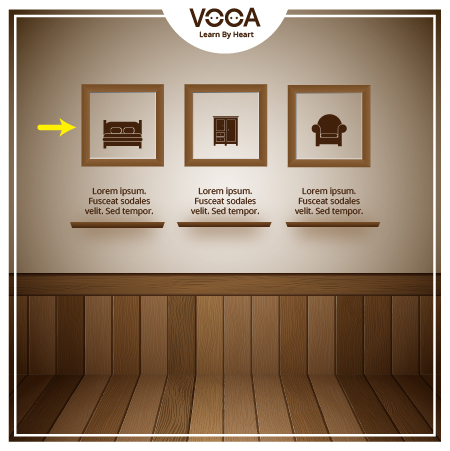 VOCA
Learn By Heart
Lorem ipsum.
Fusceat sodales
velit. Sed tempor.
Lorem ipsum.
Fusceat sodales
velit. Sed tempor.
Lorem ipsum.
Fusceat sodales
velit. Sed tempor.